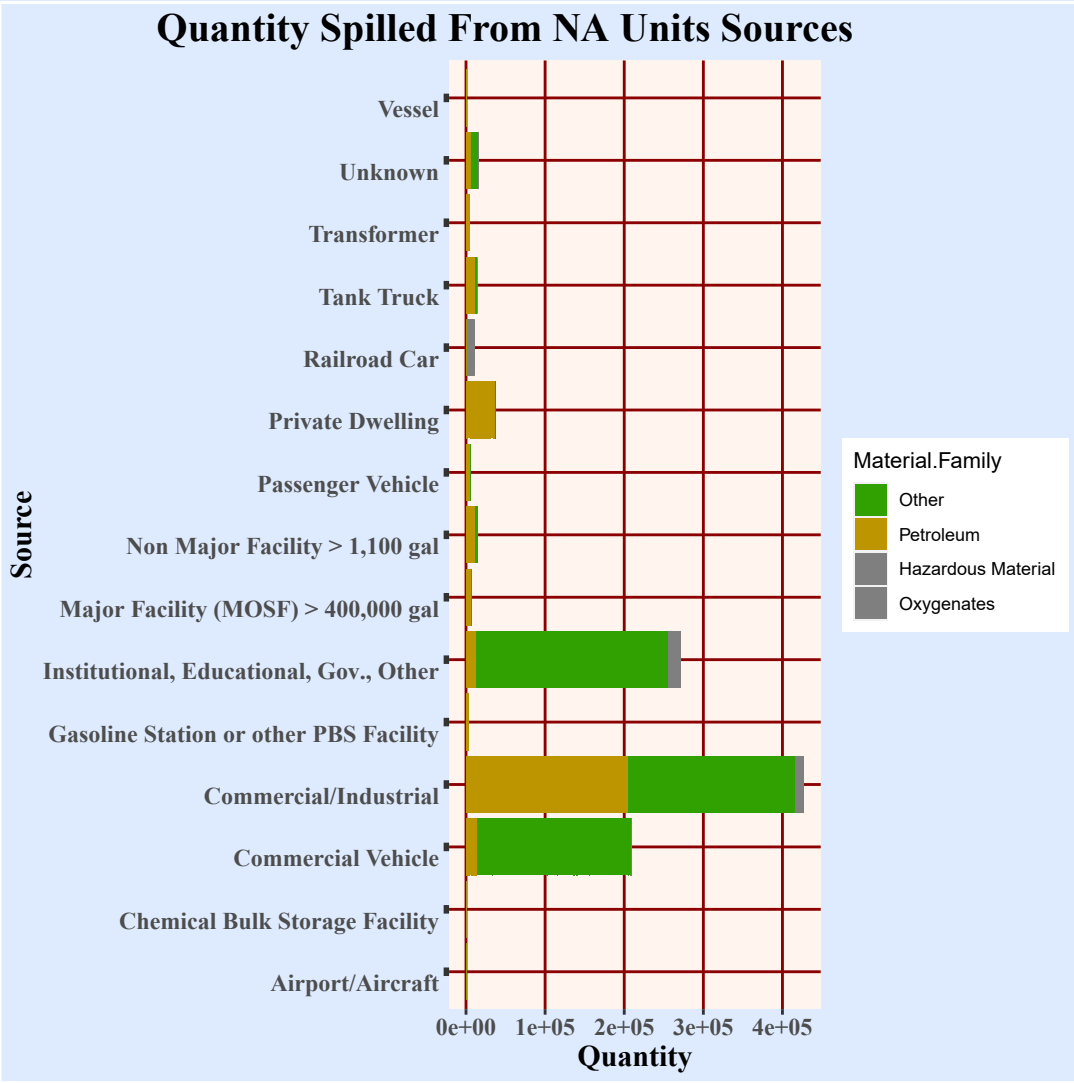 Quantity Spilled From NA Units Sources
Vessel
Unknown
Transformer
Tank Truck
Railroad Car
Private Dwelling
Passenger Vehicle
Non Major Facility > 1,100 gal
Major Facility (MOSF) > 400,000 gal
Institutional, Educational, Gov., Other
Gasoline Station or other PBS Facility
Commercial/Industrial
Commercial Vehicle
Chemical Bulk Storage Facility
Airport/Aircraft
Source
0e+00 1e+05 2e+05 3e+05 4e+05
Quantity
Material.Family
Other
Petroleum
Hazardous Material
Oxygenates